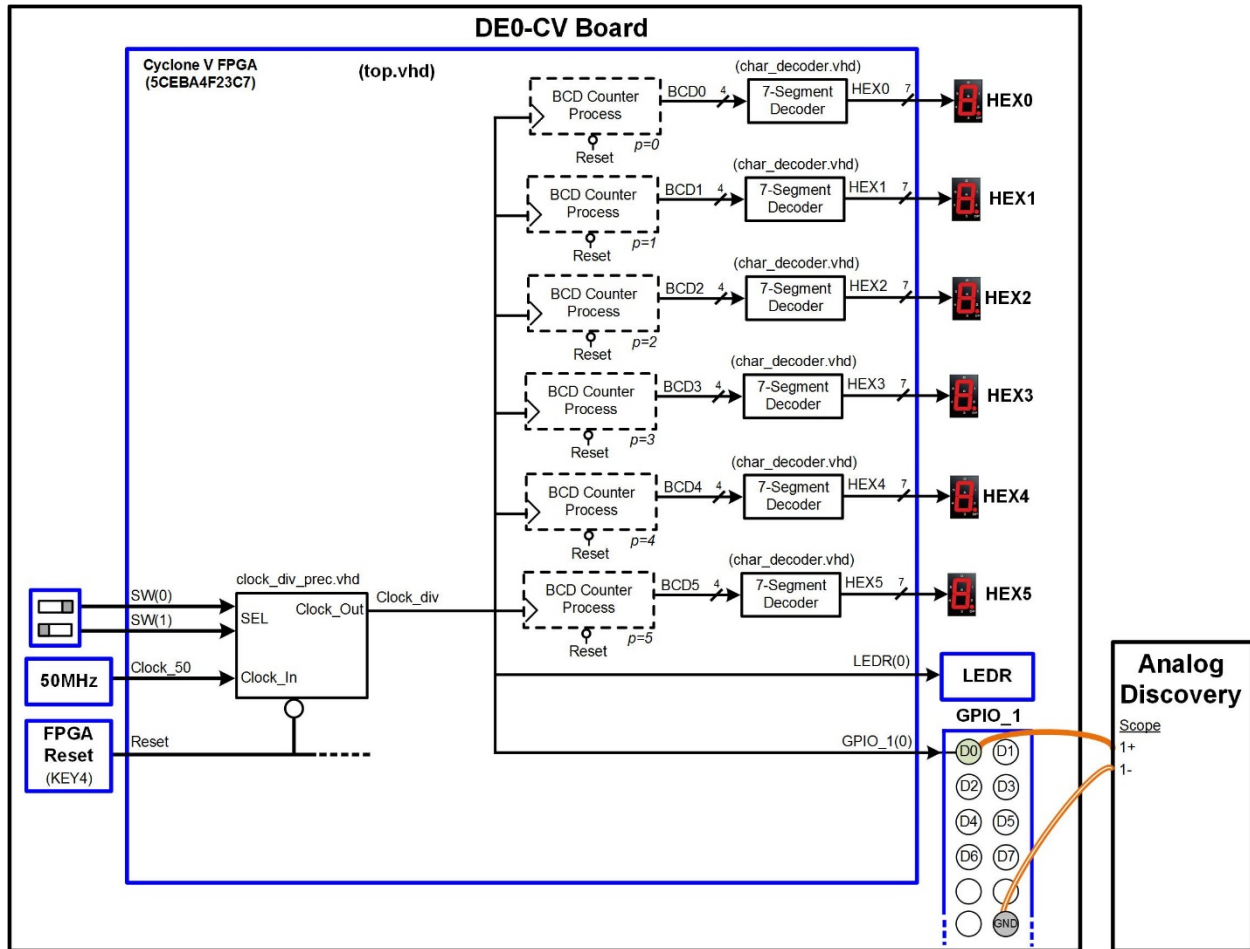 DE0-CV Board
Cyclone V FPGA
(5CEBA4F23C7)
(top.vhd)
BCD Counter
Process
Reset
p=0
BCD0
4
(char_decoder.vhd)
7-Segment
Decoder
HEX0
7
HEX0
BCD Counter
Process
Reset
p=1
BCD1
4
(char_decoder.vhd)
7-Segment
Decoder
HEX1
7
HEX1
BCD Counter
Process
Reset
p=2
BCD2
4
(char_decoder.vhd)
7-Segment
Decoder
HEX2
7
HEX2
BCD Counter
Process
Reset
p=3
BCD3
4
(char_decoder.vhd)
7-Segment
Decoder
HEX3
7
HEX3
BCD Counter
Process
Reset
p=4
BCD4
4
(char_decoder.vhd)
7-Segment
Decoder
HEX4
7
HEX4
BCD Counter
Process
Reset
p=5
BCD5
4
(char_decoder.vhd)
7-Segment
Decoder
HEX5
7
HEX5
SW(0)
SW(1)
clock_div_prec.vhd
SEL
Clock_Out
Clock_In
Clock_div
50MHz
Clock_50
FPGA
Reset
(KEY4)
Reset
LEDR(0)
LEDR
GPIO_1
GPIO_1(0)
D0 D1
D2 D3
D4 D5
D6 D7
GND
Analog
Discovery
Scope
1+
1-